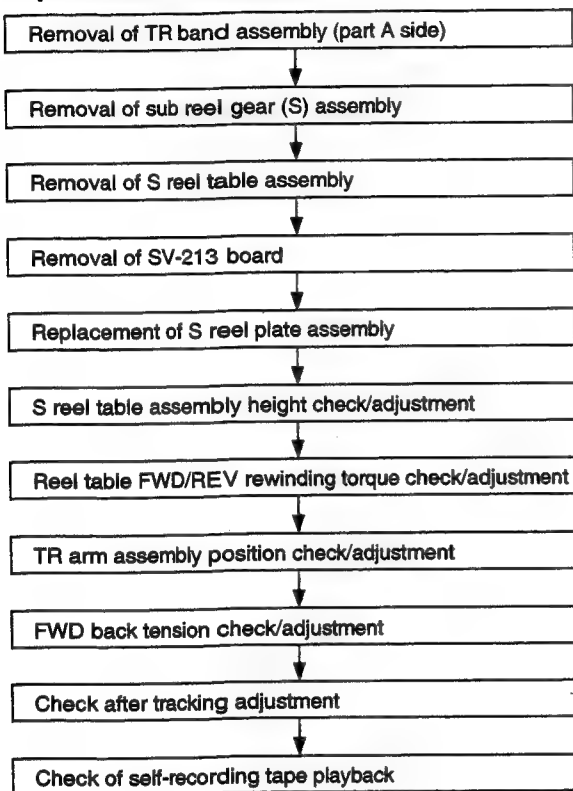 Removal of TR band assembly (part A side)
Removal of sub reel gear (S) assembly
Removal of S reel table assembly
Removal of SV-213 board
Replacement of S reel plate assembly
S reel table assembly height check/adjustment
Reel table FWD/REV rewinding torque check/adjustment
TR arm assembly position check/adjustment
FWD back tension check/adjustment
Check after tracking adjustment
Check of self-recording tape playback